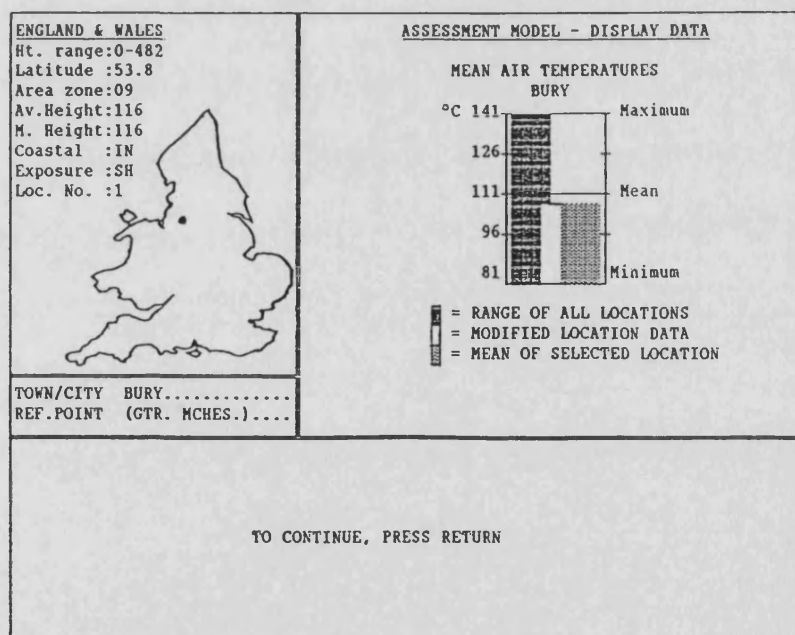 ENGLAND & WALES
Ht. range:0-482
Latitude :53.8
Area zone:09
Av.Height:116
M. Height:116
Coastal :IN
Exposure :SH
Loc. No. :1
TOWN/CITY BURY.............
REF.POINT (GTR. MCHES.)....
ASSESSMENT MODEL - DISPLAY DATA
MEAN AIR TEMPERATURES
BURY
°C 141 Maximum
126
111 Mean
96
81 Minimum
= RANGE OF ALL LOCATIONS
= MODIFIED LOCATION DATA
= MEAN OF SELECTED LOCATION
TO CONTINUE, PRESS RETURN